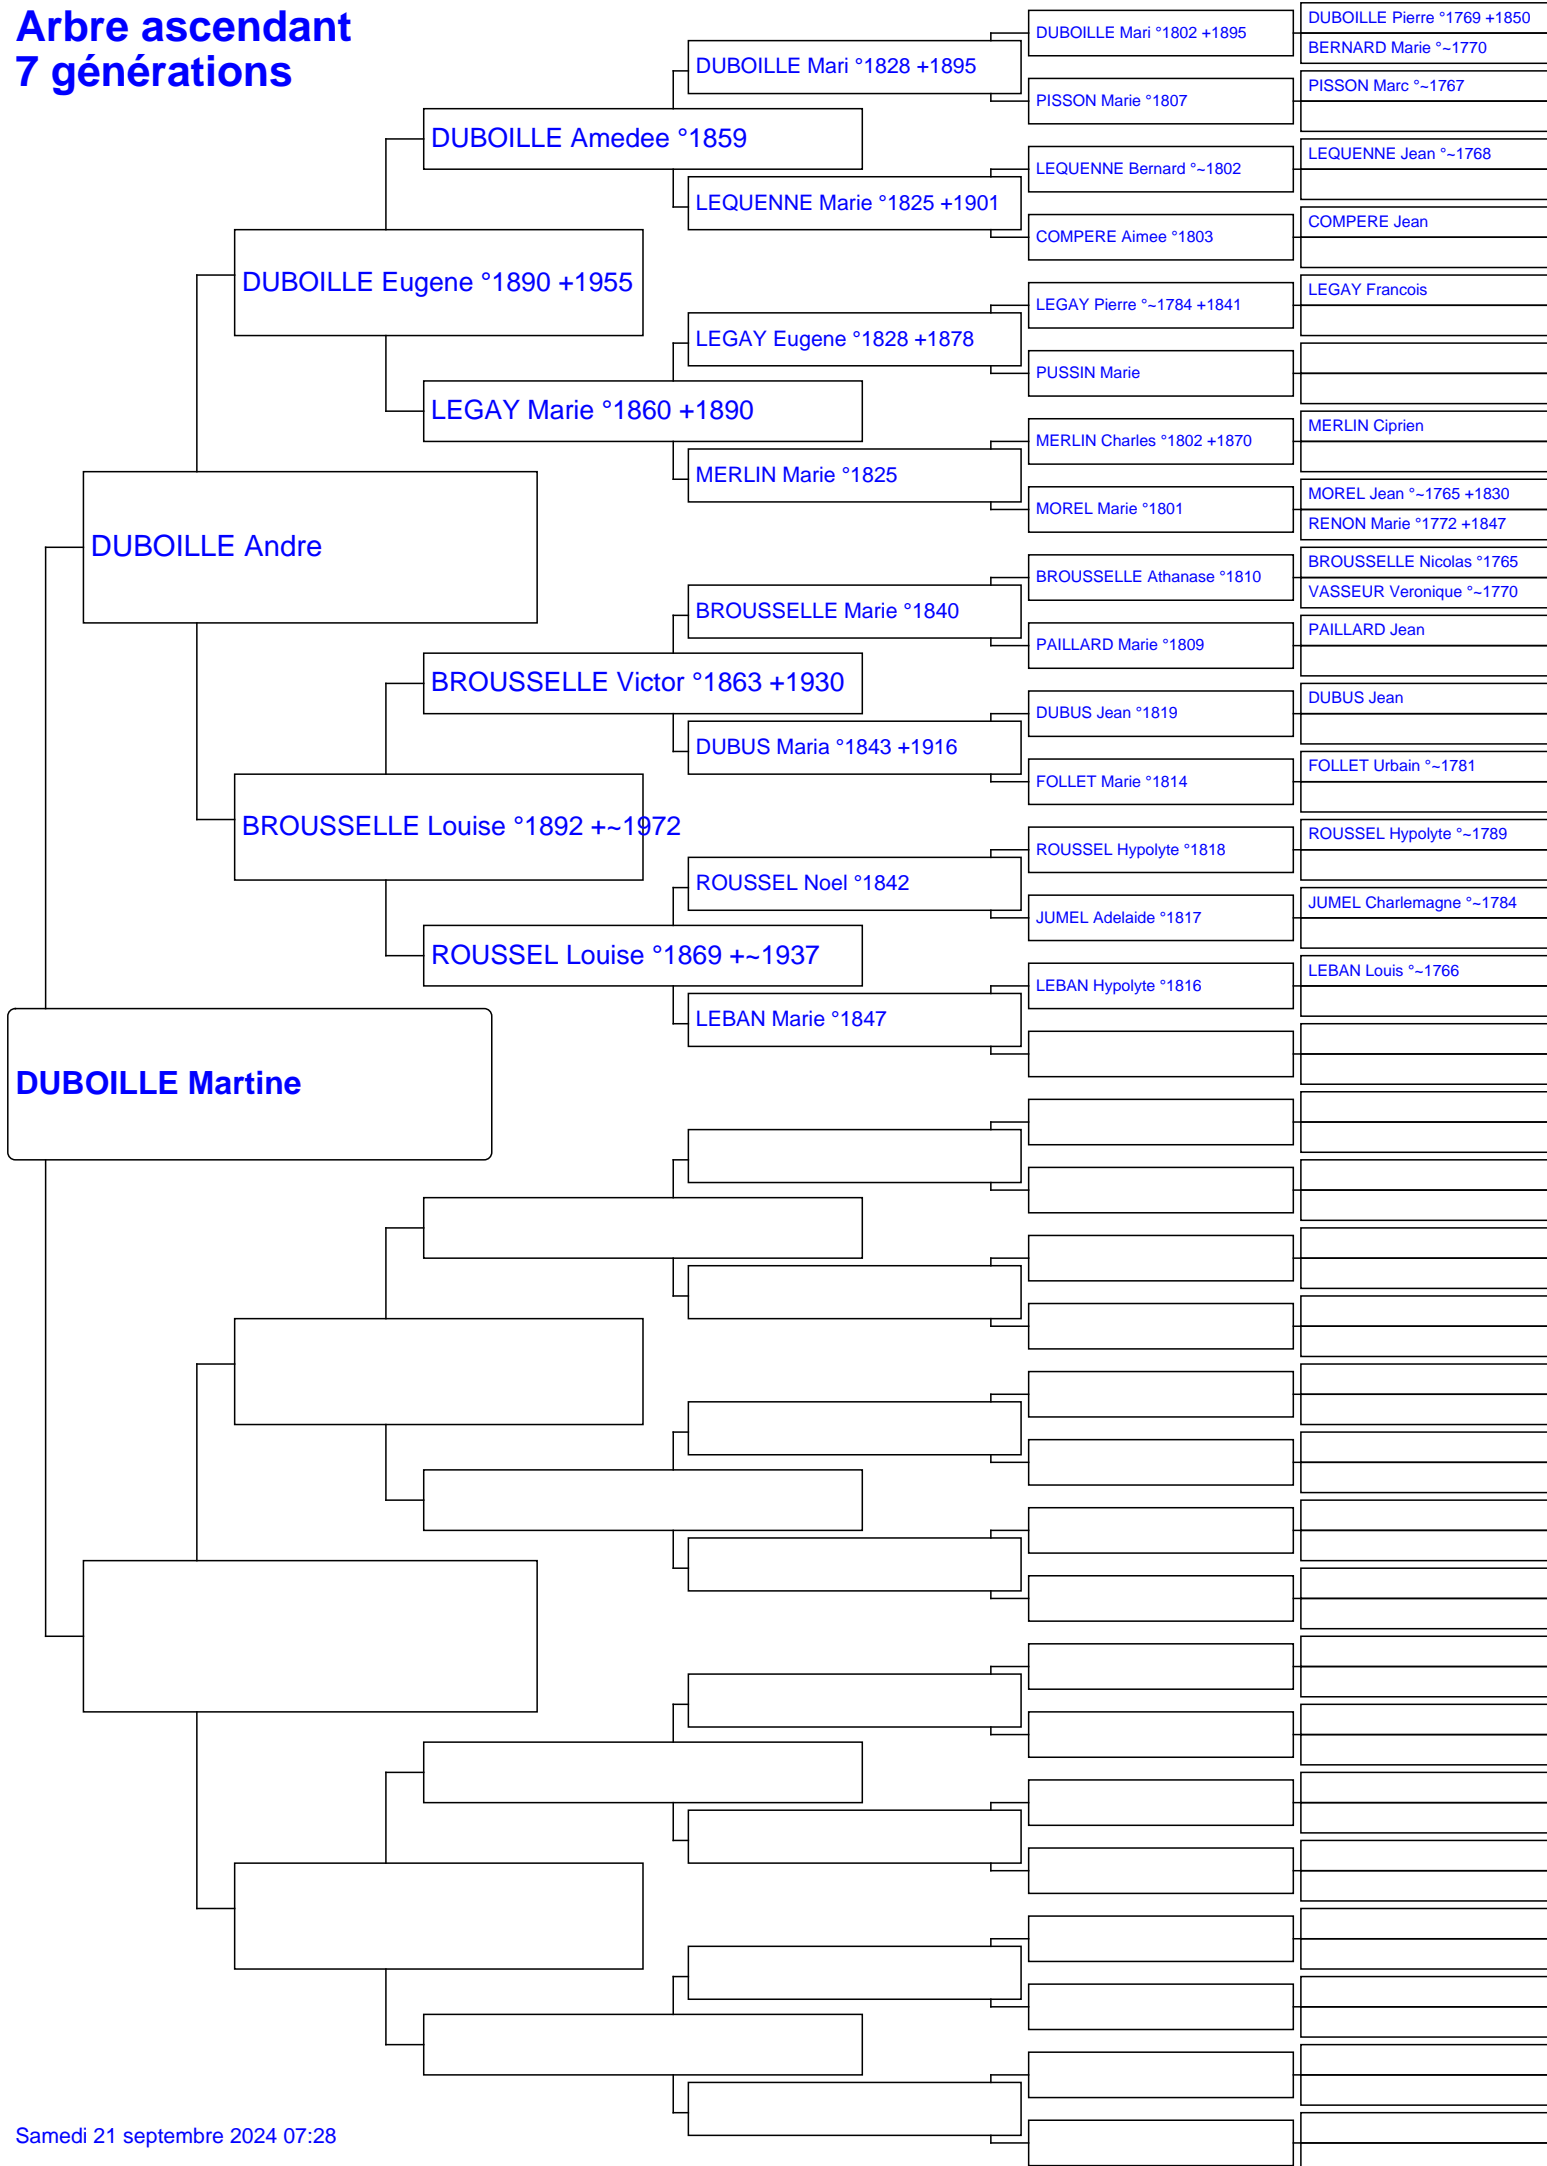 Arbre ascendant
7 générations
DUBOILLE Martine
DUBOILLE Andre
DUBOILLE Eugene °1890 +1955
BROUSSELLE Louise °1892 +~1972
DUBOILLE Amedee °1859
LEGAY Marie °1860 +1890
BROUSSELLE Victor °1863 +1930
ROUSSEL Louise °1869 +~1937
DUBOILLE Mari °1828 +1895
LEQUENNE Marie °1825 +1901
LEGAY Eugene °1828 +1878
MERLIN Marie °1825
BROUSSELLE Marie °1840
DUBUS Maria °1843 +1916
ROUSSEL Noel °1842
LEBAN Marie °1847
DUBOILLE Mari °1802 +1895
PISSON Marie °1807
LEQUENNE Bernard °~1802
COMPERE Aimee °1803
LEGAY Pierre °~1784 +1841
PUSSIN Marie
MERLIN Charles °1802 +1870
MOREL Marie °1801
BROUSSELLE Athanase °1810
PAILLARD Marie °1809
DUBUS Jean °1819
FOLLET Marie °1814
ROUSSEL Hypolyte °1818
JUMEL Adelaide °1817
LEBAN Hypolyte °1816
DUBOILLE Pierre °1769 +1850
BERNARD Marie °~1770
PISSON Marc °~1767
LEQUENNE Jean °~1768
COMPERE Jean
LEGAY Francois
MERLIN Ciprien
MOREL Jean °~1765 +1830
RENON Marie °1772 +1847
BROUSSELLE Nicolas °1765
VASSEUR Veronique °~1770
PAILLARD Jean
DUBUS Jean
FOLLET Urbain °~1781
ROUSSEL Hypolyte °~1789
JUMEL Charlemagne °~1784
LEBAN Louis °~1766
Samedi 21 septembre 2024 07:28